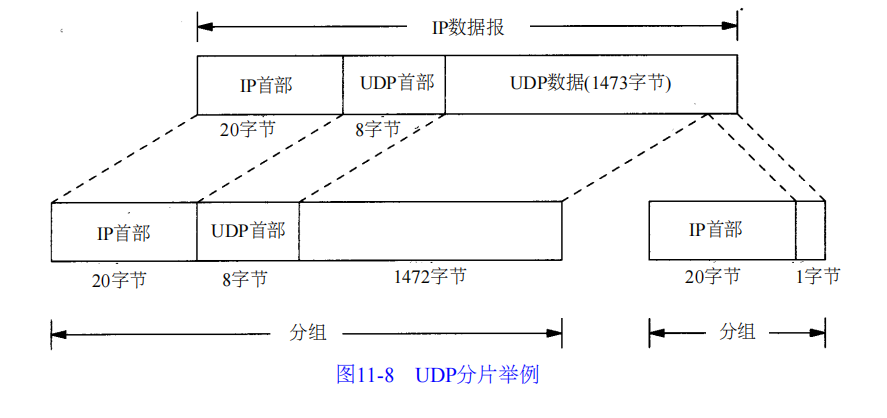 IP数据报
IP首部 UDP首部 UDP数据(1473字节)
20字节 8字节
IP首部 UDP首部 IP首部
20字节 8字节 1472字节 20字节 1字节
分组 分组
图11-8 UDP分片举例